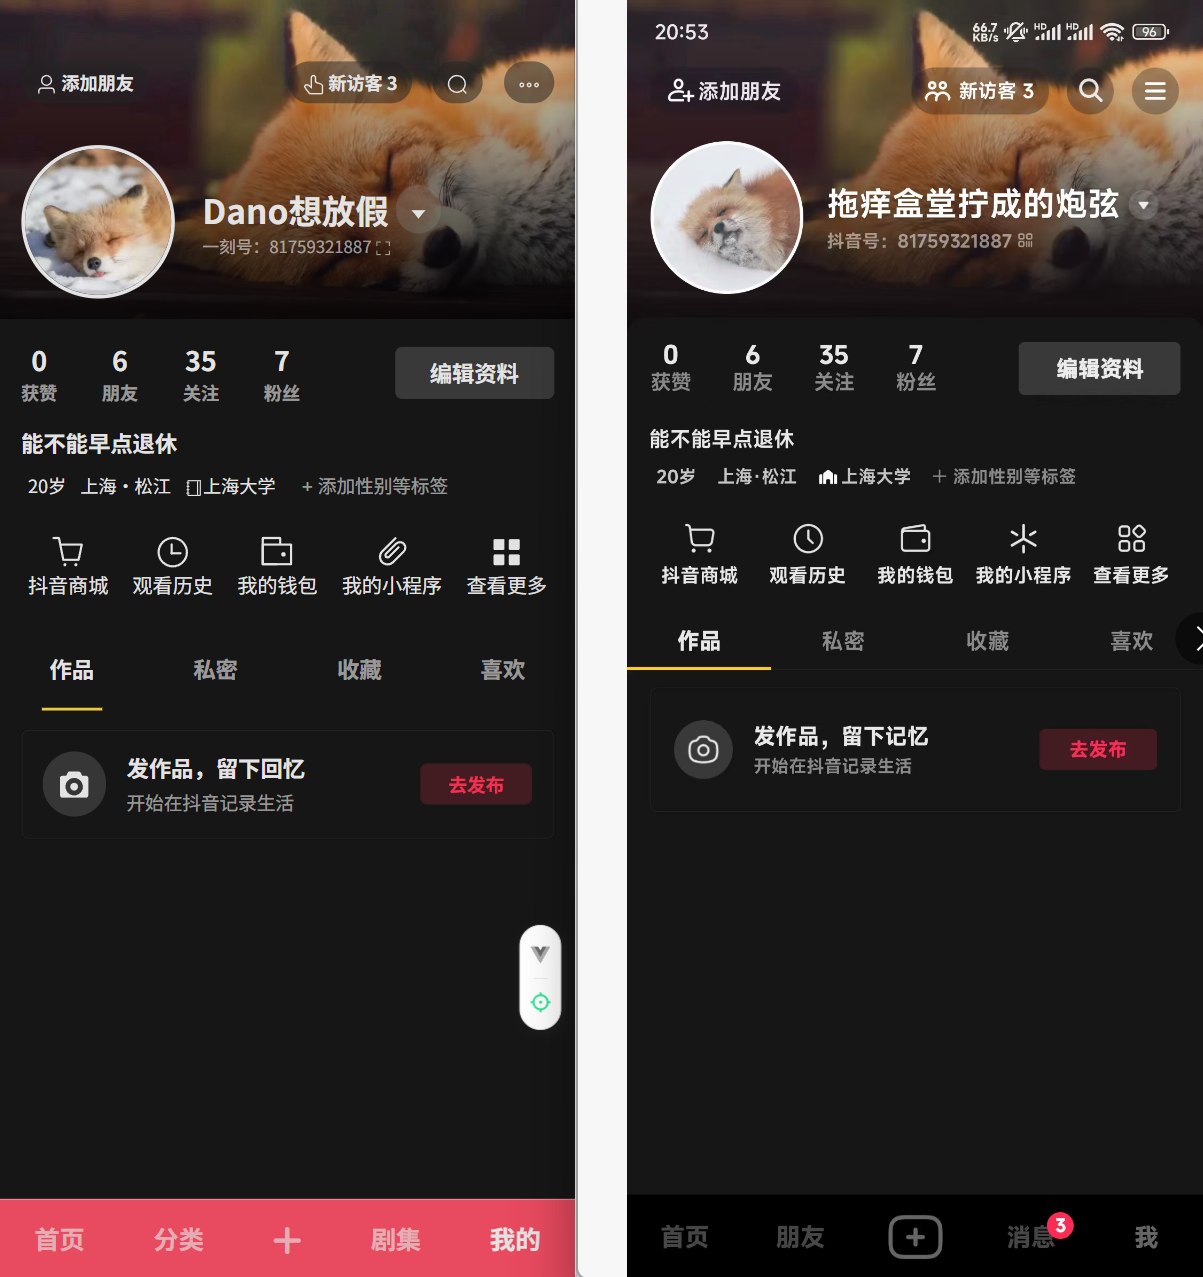 添加朋友
新访客 3
Dano想放假
一刻号：81759321887
0 6 35 7
获赞 朋友 关注 粉丝
编辑资料
能不能早点退休
20岁 上海·松江 上海大学 + 添加性别等标签
抖音商城 观看历史 我的钱包 我的小程序 查看更多
作品 私密 收藏 喜欢
发作品，留下回忆
开始在抖音记录生活
去发布
首页 分类 + 剧集 我的
20:53
66.7 KB/s HD HD 96
添加朋友
新访客 3
拖痒盒堂拧成的炮弦
抖音号：81759321887
0 6 35 7
获赞 朋友 关注 粉丝
编辑资料
能不能早点退休
20岁 上海·松江 上海大学 + 添加性别等标签
抖音商城 观看历史 我的钱包 我的小程序 查看更多
作品 私密 收藏 喜欢
发作品，留下记忆
开始在抖音记录生活
去发布
首页 朋友 消息 3 我